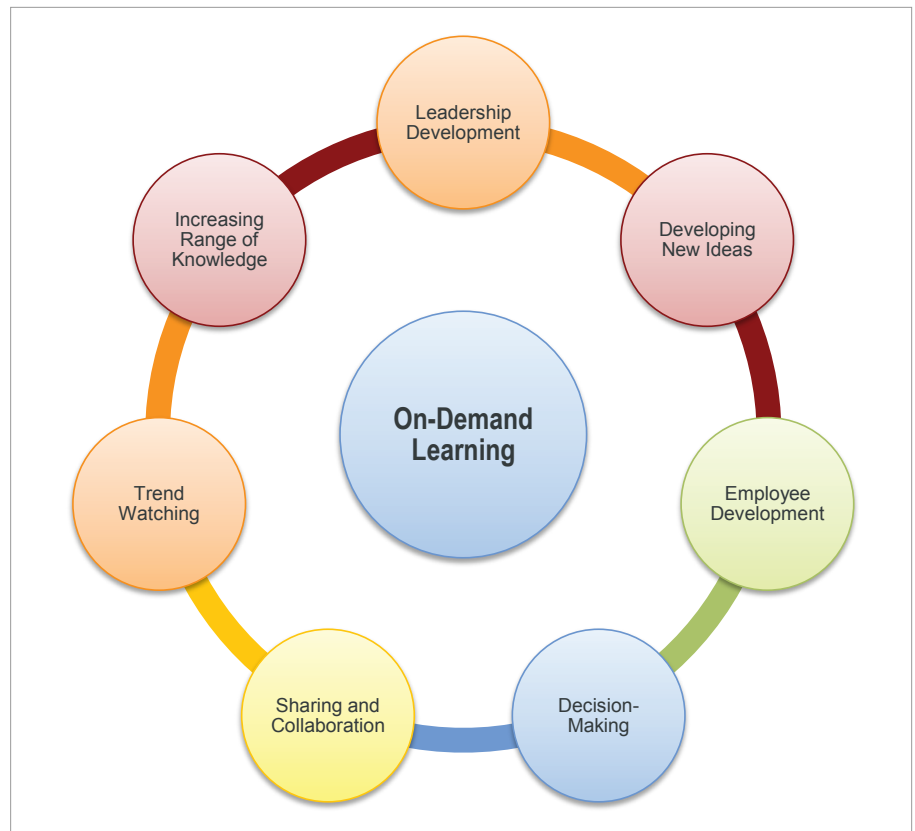 Leadership
Development
Increasing
Range of
Knowledge
Developing
New Ideas
On-Demand
Learning
Trend
Watching
Employee
Development
Sharing and
Collaboration
Decision-
Making